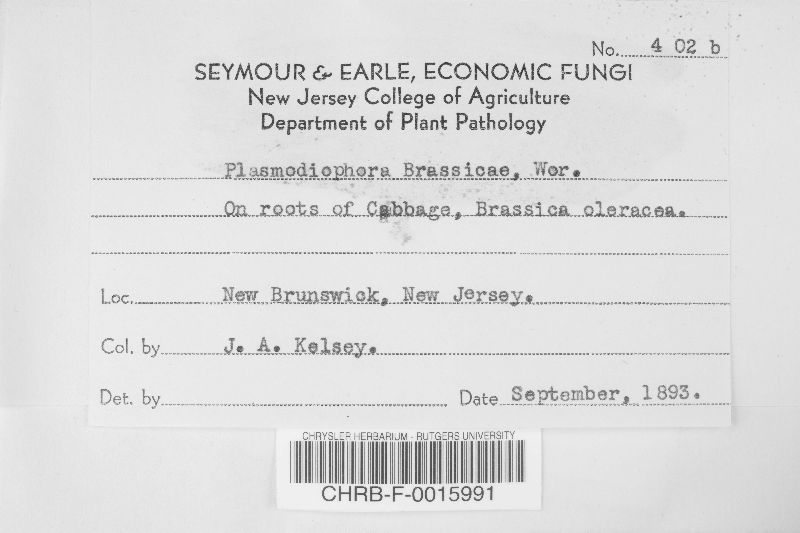 No. 4 02 b
SEYMOUR & EARLE, ECONOMIC FUNGI
New Jersey College of Agriculture
Department of Plant Pathology
Plasmodiophora Brassicae, Wor.
On roots of Cabbage, Brassica oleracea.
Loc. New Brunswick, New Jersey.
Col. by J. A. Kelsey.
Det. by Date September, 1893.
CHRYSLER HERBARIUM - RUTGERS UNIVERSITY
CHRB-F-0015991